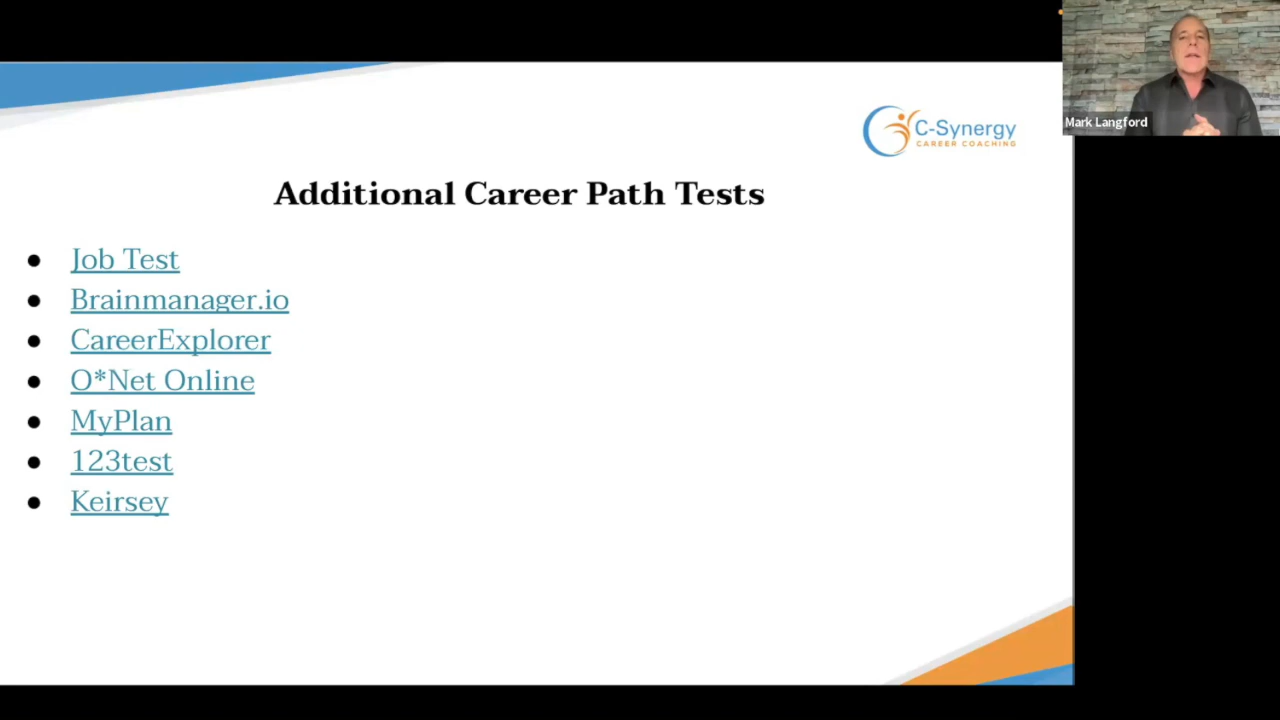 Mark Langford
C-Synergy
CAREER COACHING
Additional Career Path Tests
● Job Test
● Brainmanager.io
● CareerExplorer
● O*Net Online
● MyPlan
● 123test
● Keirsey